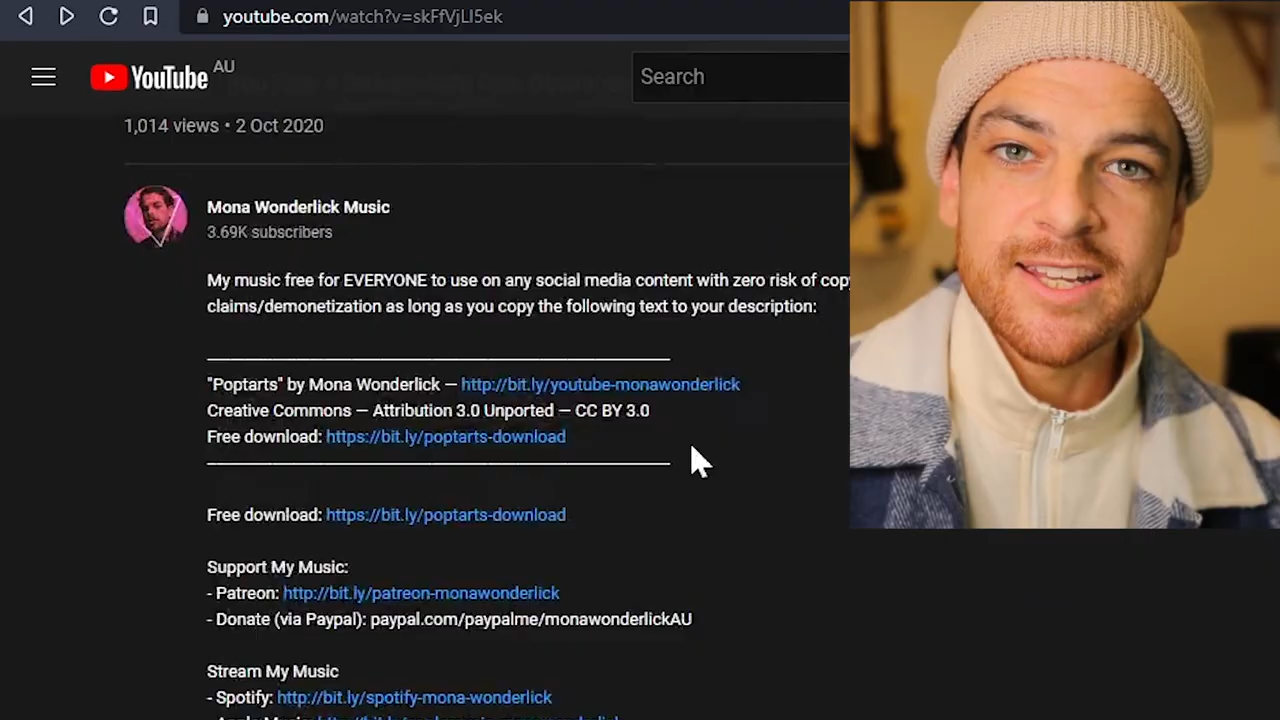 youtube.com/watch?v=skFfVjLI5ek
YouTube AU
Search
1,014 views • 2 Oct 2020
Mona Wonderlick Music
3.69K subscribers
My music free for EVERYONE to use on any social media content with zero risk of
claims/demonetization as long as you copy the following text to your description:
"Poptarts" by Mona Wonderlick — http://bit.ly/youtube-monawonderlick
Creative Commons — Attribution 3.0 Unported — CC BY 3.0
Free download: https://bit.ly/poptarts-download
Free download: https://bit.ly/poptarts-download
Support My Music:
- Patreon: http://bit.ly/patreon-monawonderlick
- Donate (via Paypal): paypal.com/paypalme/monawonderlickAU
Stream My Music
- Spotify: http://bit.ly/spotify-mona-wonderlick